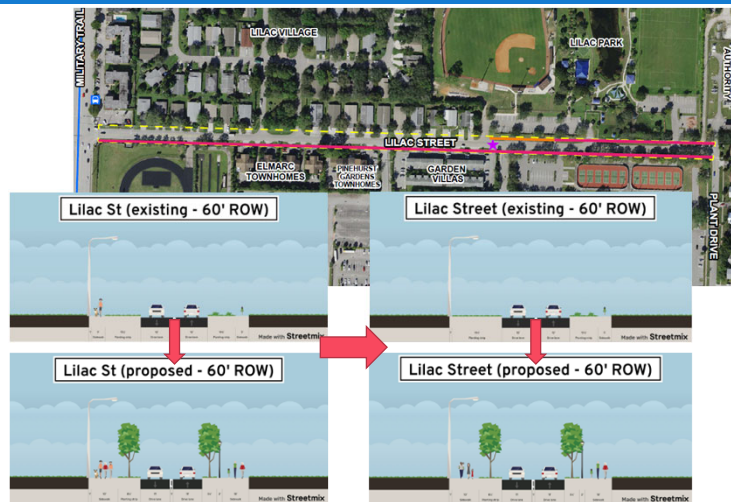 LILAC VILLAGE
LILAC PARK
MILITARY TRAIL
AUTHORITY
LILAC STREET
ELMARC
TOWNHOMES
PINEHURST
GARDENS
TOWNHOMES
GARDEN
VILLAS
PLANT DRIVE
Lilac St (existing - 60' ROW)
Lilac Street (existing - 60' ROW)
Made with Streetmix
Made with Streetmix
Lilac St (proposed - 60' ROW)
Lilac Street (proposed - 60' ROW)
Made with Streetmix
Made with Streetmix